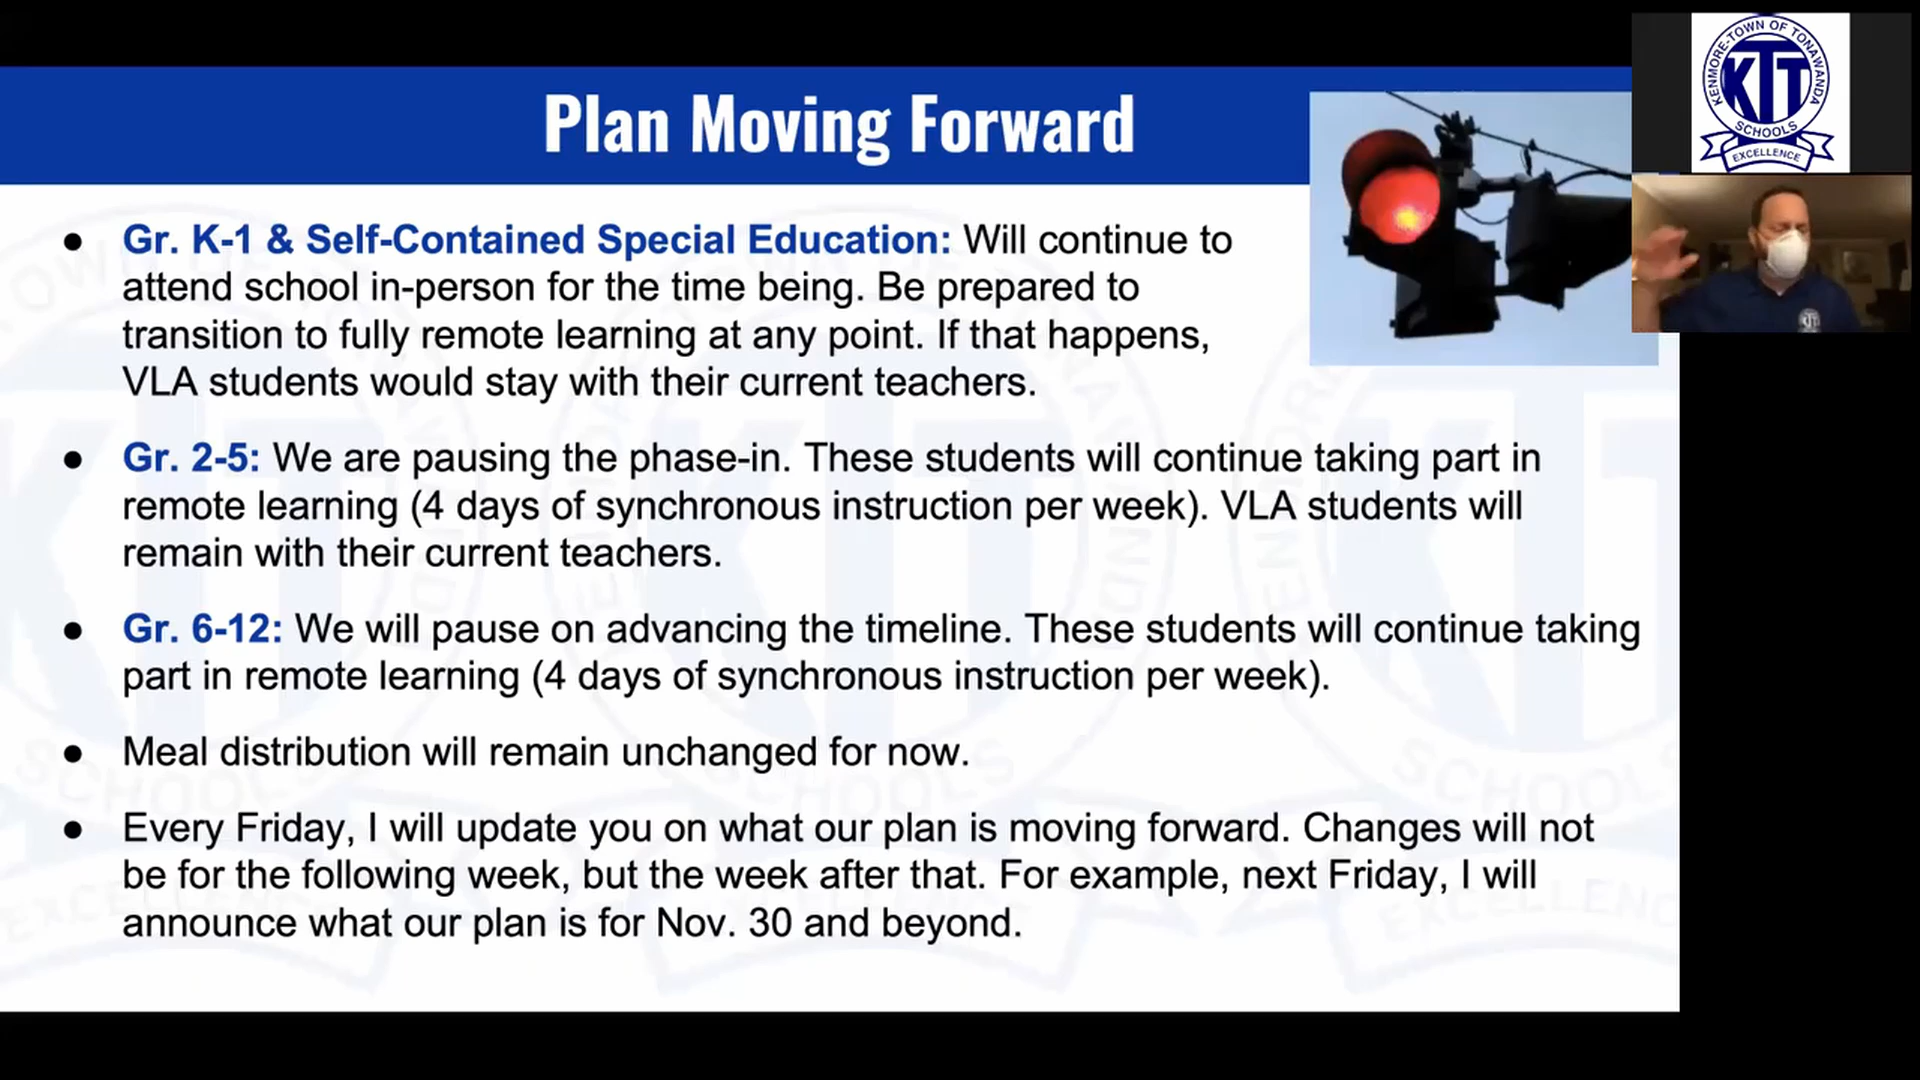 Plan Moving Forward
KENMORE-TOWN OF TONAWANDA
KTT
SCHOOLS
EXCELLENCE
● Gr. K-1 & Self-Contained Special Education: Will continue to
attend school in-person for the time being. Be prepared to
transition to fully remote learning at any point. If that happens,
VLA students would stay with their current teachers.
● Gr. 2-5: We are pausing the phase-in. These students will continue taking part in
remote learning (4 days of synchronous instruction per week). VLA students will
remain with their current teachers.
● Gr. 6-12: We will pause on advancing the timeline. These students will continue taking
part in remote learning (4 days of synchronous instruction per week).
● Meal distribution will remain unchanged for now.
● Every Friday, I will update you on what our plan is moving forward. Changes will not
be for the following week, but the week after that. For example, next Friday, I will
announce what our plan is for Nov. 30 and beyond.